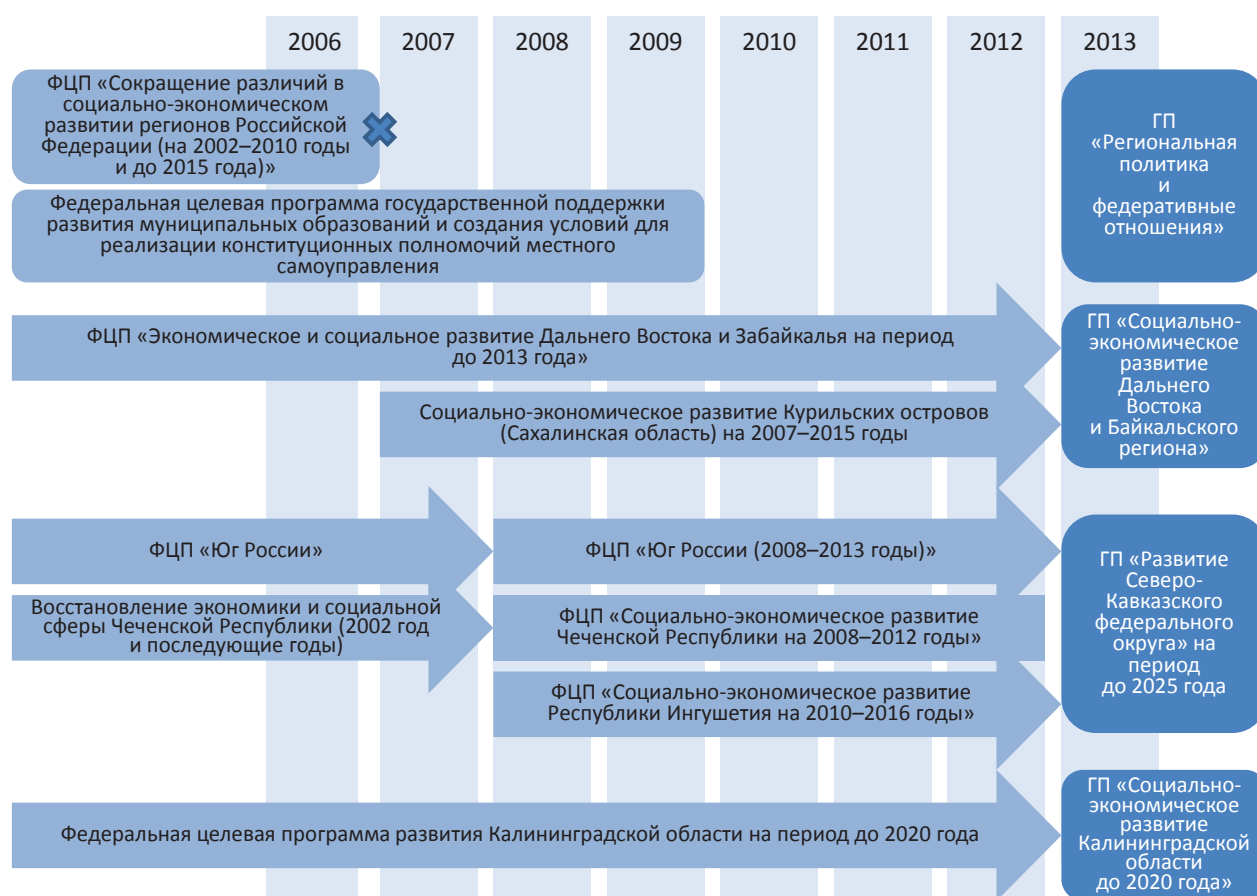 2006 2007 2008 2009 2010 2011 2012 2013
ФЦП «Сокращение различий в
социально-экономическом
развитии регионов Российской
Федерации (на 2002–2010 годы
и до 2015 года)»
ГП
«Региональная
политика
и
федеративные
отношения»
Федеральная целевая программа государственной поддержки
развития муниципальных образований и создания условий для
реализации конституционных полномочий местного
самоуправления
ФЦП «Экономическое и социальное развитие Дальнего Востока и Забайкалья на период
до 2013 года»
ГП «Социально-
экономическое
развитие
Дальнего
Востока
и Байкальского
региона»
Социально-экономическое развитие Курильских островов
(Сахалинская область) на 2007–2015 годы
ФЦП «Юг России»
ФЦП «Юг России (2008–2013 годы)»
ГП «Развитие
Северо-
Кавказского
федерального
округа» на
период
до 2025 года
Восстановление экономики и социальной
сферы Чеченской Республики (2002 год
и последующие годы)
ФЦП «Социально-экономическое развитие
Чеченской Республики на 2008–2012 годы»
ФЦП «Социально-экономическое развитие
Республики Ингушетия на 2010–2016 годы»
Федеральная целевая программа развития Калининградской области на период до 2020 года
ГП «Социально-
экономическое
развитие
Калининградской
области
до 2020 года»